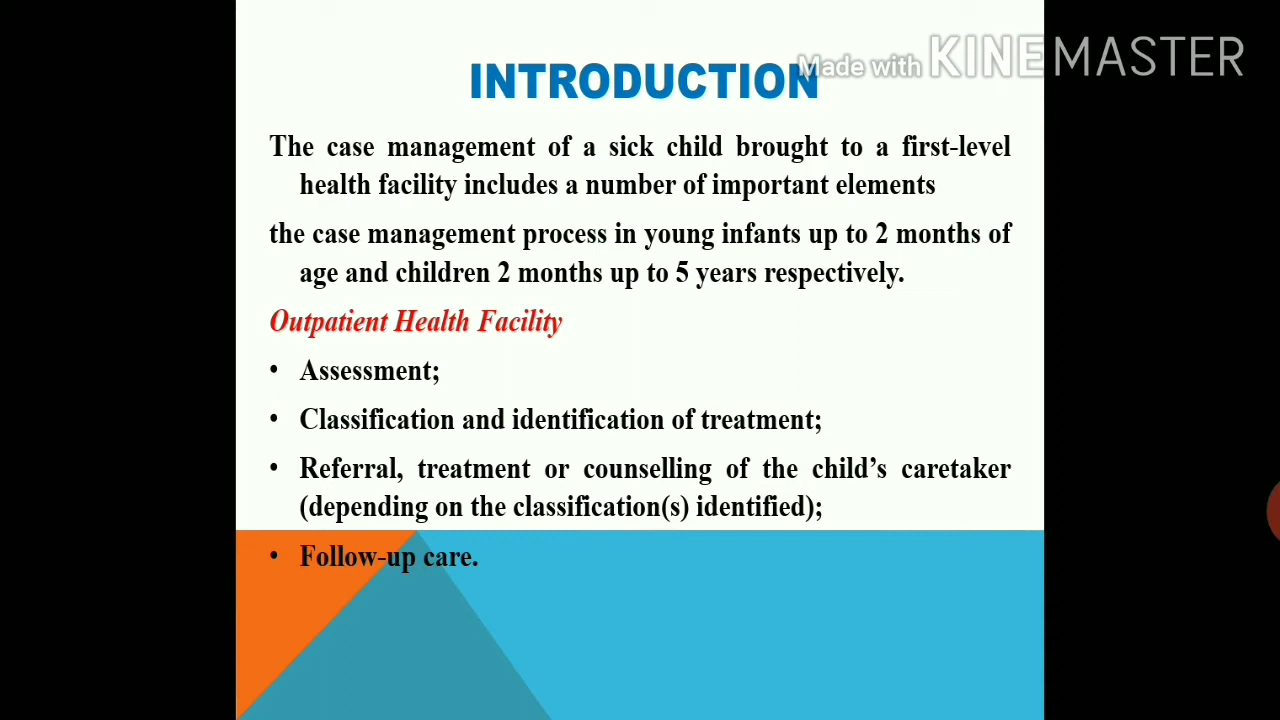 Made with KINEMASTER
INTRODUCTION
The case management of a sick child brought to a first-level
health facility includes a number of important elements
the case management process in young infants up to 2 months of
age and children 2 months up to 5 years respectively.
Outpatient Health Facility
• Assessment;
• Classification and identification of treatment;
• Referral, treatment or counselling of the child’s caretaker
(depending on the classification(s) identified);
• Follow-up care.